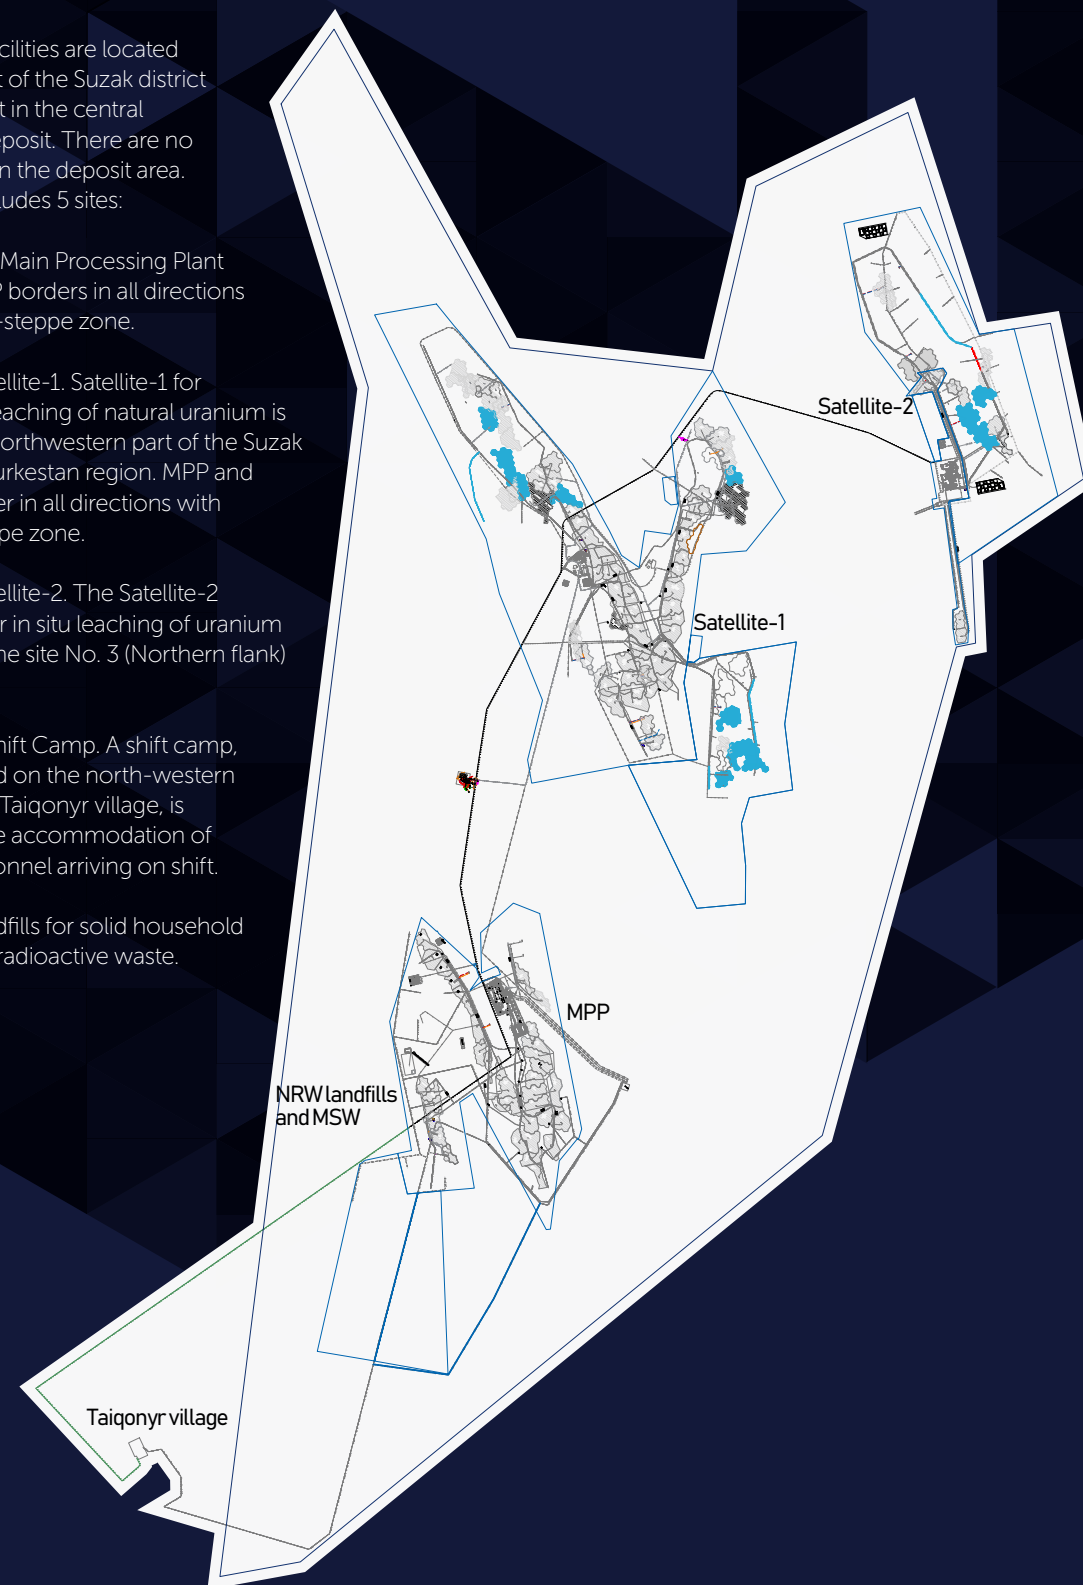 cilities are located
t of the Suzak district
t in the central
eposit. There are no
n the deposit area.
ludes 5 sites:
Main Processing Plant
P borders in all directions
-steppe zone.
ellite-1. Satellite-1 for
eaching of natural uranium is
orthwestern part of the Suzak
urkestan region. MPP and
er in all directions with
pe zone.
ellite-2. The Satellite-2
r in situ leaching of uranium
ne site No. 3 (Northern flank)
hift Camp. A shift camp,
d on the north-western
Taiqonyr village, is
e accommodation of
onnel arriving on shift.
dfills for solid household
radioactive waste.
Satellite-2
Satellite-1
MPP
NRW landfills
and MSW
Taiqonyr village